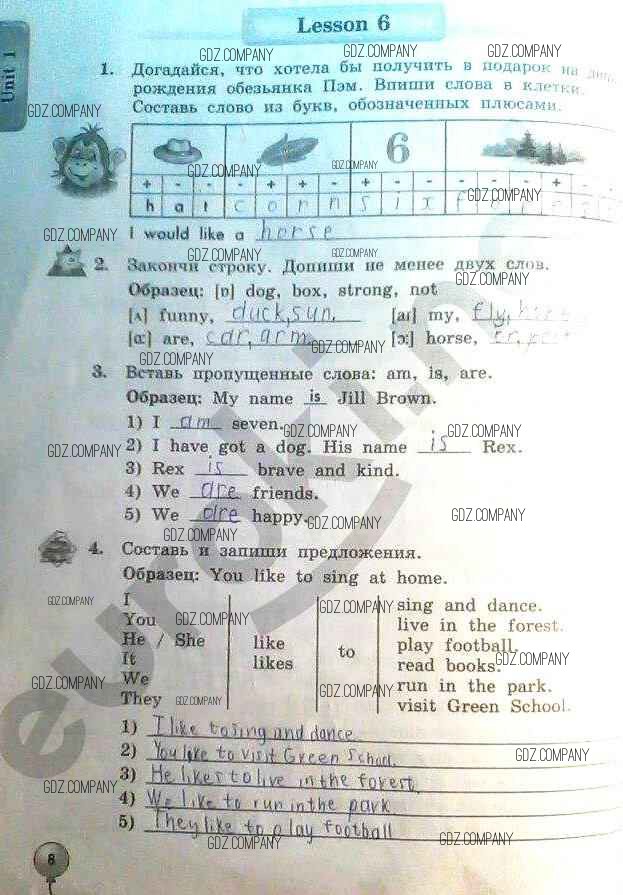 Lesson 6
Unit 1
1. Догадайся, что хотела бы получить в подарок на день
рождения обезьянка Пэм. Впиши слова в клетки.
Составь слово из букв, обозначенных плюсами.
6
+ - - - + + - + - - - - - - + -
h a t c o r n s i x f o r e s t
I would like a horse
2. Закончи строку. Допиши не менее двух слов.
Образец: [ɒ] dog, box, strong, not
[ʌ] funny, duck, sun. [aɪ] my, fly,
[ɑ:] are, car, arm [ɔ:] horse,
3. Вставь пропущенные слова: am, is, are.
Образец: My name is Jill Brown.
1) I am seven.
2) I have got a dog. His name is Rex.
3) Rex is brave and kind.
4) We are friends.
5) We are happy.
4. Составь и запиши предложения.
Образец: You like to sing at home.
I
You
He / She
It
We
They
like
likes
to
sing and dance.
live in the forest.
play football.
read books.
run in the park.
visit Green School.
1) I like to sing and dance.
2) You like to visit Green School.
3) He likes to live in the forest.
4) We like to run in the park
5) They like to play football
8
GDZ.COMPANY
euroki.no